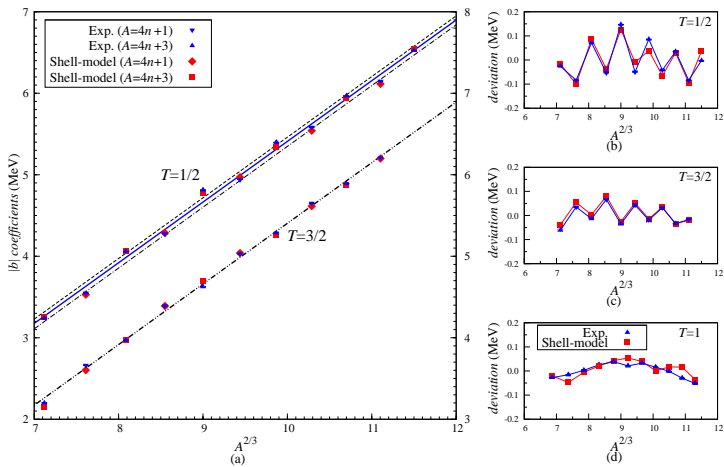 Exp. (A=4n+1)
Exp. (A=4n+3)
Shell-model (A=4n+1)
Shell-model (A=4n+3)
T=1/2
T=3/2
|b| coefficients (MeV)
7
6
5
4
3
2
8
7
6
5
4
3
7 8 9 10 11 12
A^{2/3}
(a)
T=1/2
deviation (MeV)
0.2
0.1
0.0
-0.1
-0.2
6 7 8 9 10 11 12
A^{2/3}
(b)
T=3/2
deviation (MeV)
0.2
0.1
0.0
-0.1
-0.2
5 6 7 8 9 10 11 12
A^{2/3}
(c)
Exp.
Shell-model
T=1
deviation (MeV)
0.2
0.1
0.0
-0.1
-0.2
6 7 8 9 10 11 12
A^{2/3}
(d)